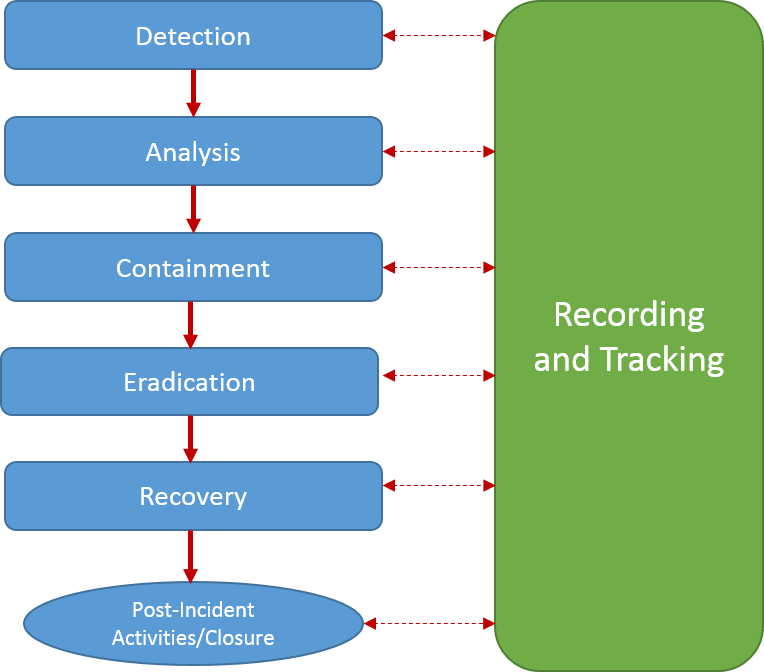 Detection
Analysis
Containment
Eradication
Recovery
Post-Incident
Activities/Closure
Recording
and Tracking